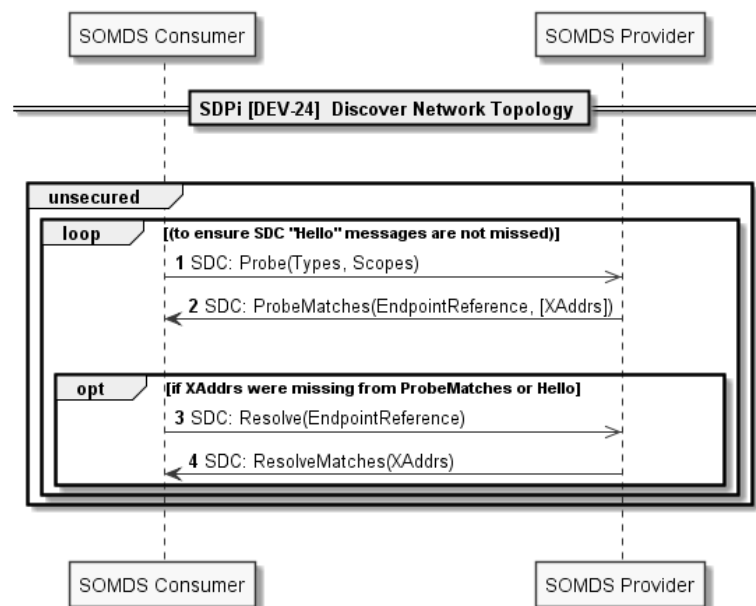 SOMDS Consumer SOMDS Provider
SDPi [DEV-24] Discover Network Topology
unsecured
loop [(to ensure SDC "Hello" messages are not missed)]
1 SDC: Probe(Types, Scopes)
2 SDC: ProbeMatches(EndpointReference, [XAddrs])
opt [if XAddrs were missing from ProbeMatches or Hello]
3 SDC: Resolve(EndpointReference)
4 SDC: ResolveMatches(XAddrs)
SOMDS Consumer SOMDS Provider